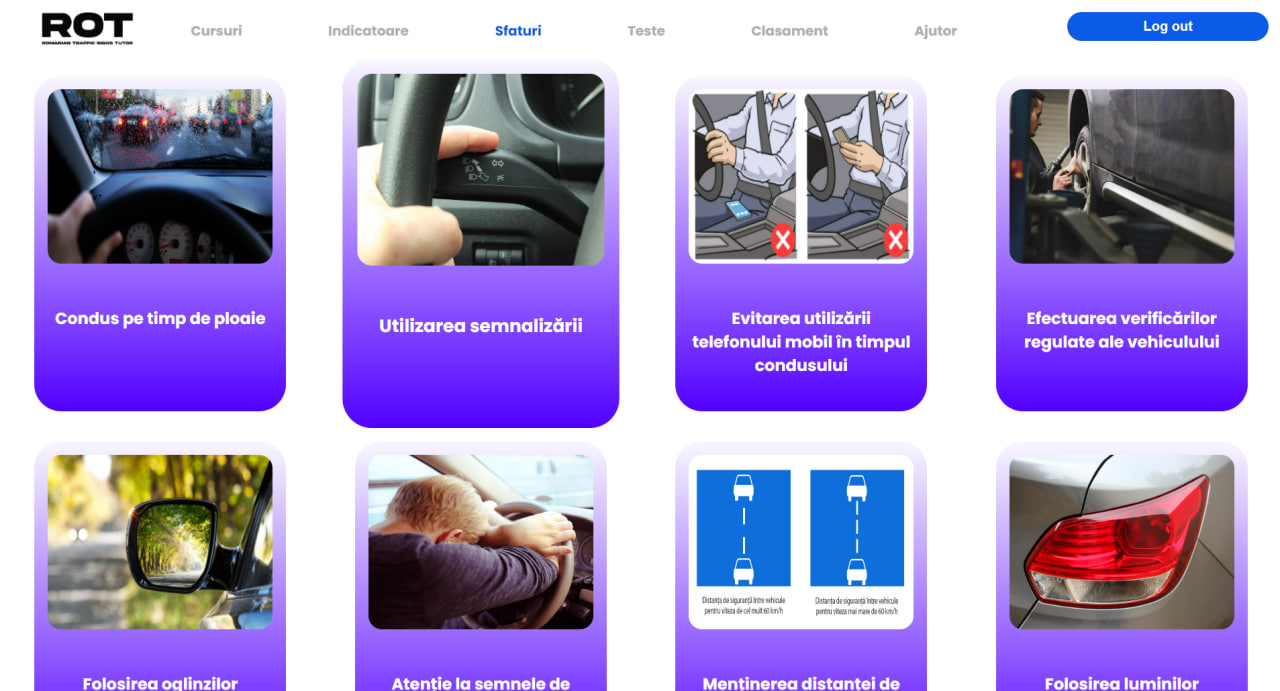 ROT
ROMANIAN TRAFFIC SIGNS TUTOR
Cursuri
Indicatoare
Sfaturi
Teste
Clasament
Ajutor
Log out
Condus pe timp de ploaie
Utilizarea semnalizării
Evitarea utilizării
telefonului mobil în timpul
condusului
Efectuarea verificărilor
regulate ale vehiculului
Distanța de siguranță între vehicule
pentru viteza de cel mult 60 km/h
Distanta de siguranță între vehicule
pentru viteza mai mare de 60 km/h
Folosirea oglinzilor
Atenție la semnele de
Menținerea distanței de
Folosirea luminilor